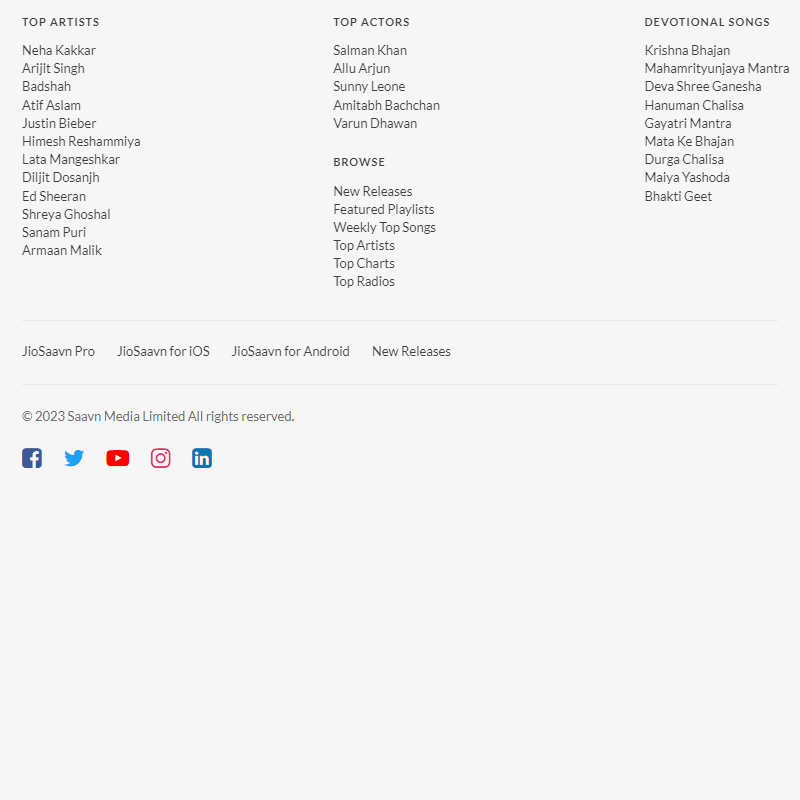 TOP ARTISTS
Neha Kakkar
Arijit Singh
Badshah
Atif Aslam
Justin Bieber
Himesh Reshammiya
Lata Mangeshkar
Diljit Dosanjh
Ed Sheeran
Shreya Ghoshal
Sanam Puri
Armaan Malik
TOP ACTORS
Salman Khan
Allu Arjun
Sunny Leone
Amitabh Bachchan
Varun Dhawan
BROWSE
New Releases
Featured Playlists
Weekly Top Songs
Top Artists
Top Charts
Top Radios
DEVOTIONAL SONGS
Krishna Bhajan
Mahamrityunjaya Mantra
Deva Shree Ganesha
Hanuman Chalisa
Gayatri Mantra
Mata Ke Bhajan
Durga Chalisa
Maiya Yashoda
Bhakti Geet
JioSaavn Pro JioSaavn for iOS JioSaavn for Android New Releases
© 2023 Saavn Media Limited All rights reserved.